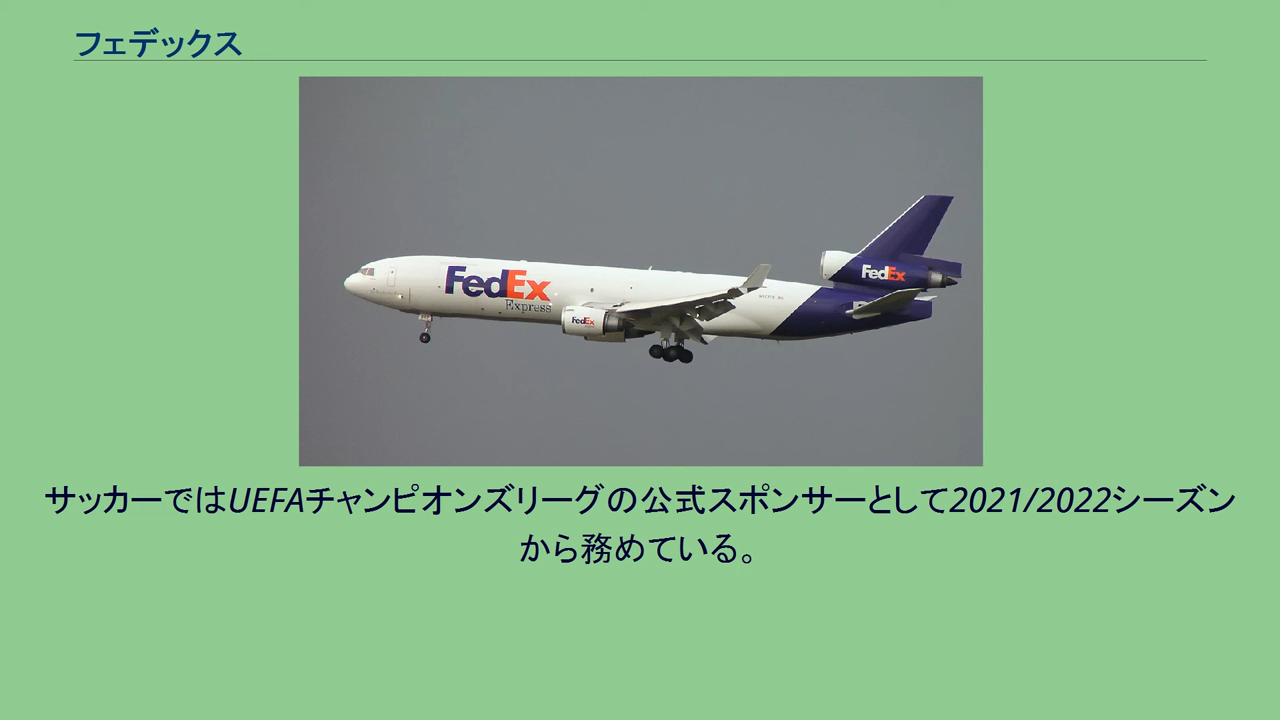 フェデックス
FedEx
Express
FedEx
FedEx
サッカーではUEFAチャンピオンズリーグの公式スポンサーとして2021/2022シーズン
から務めている。